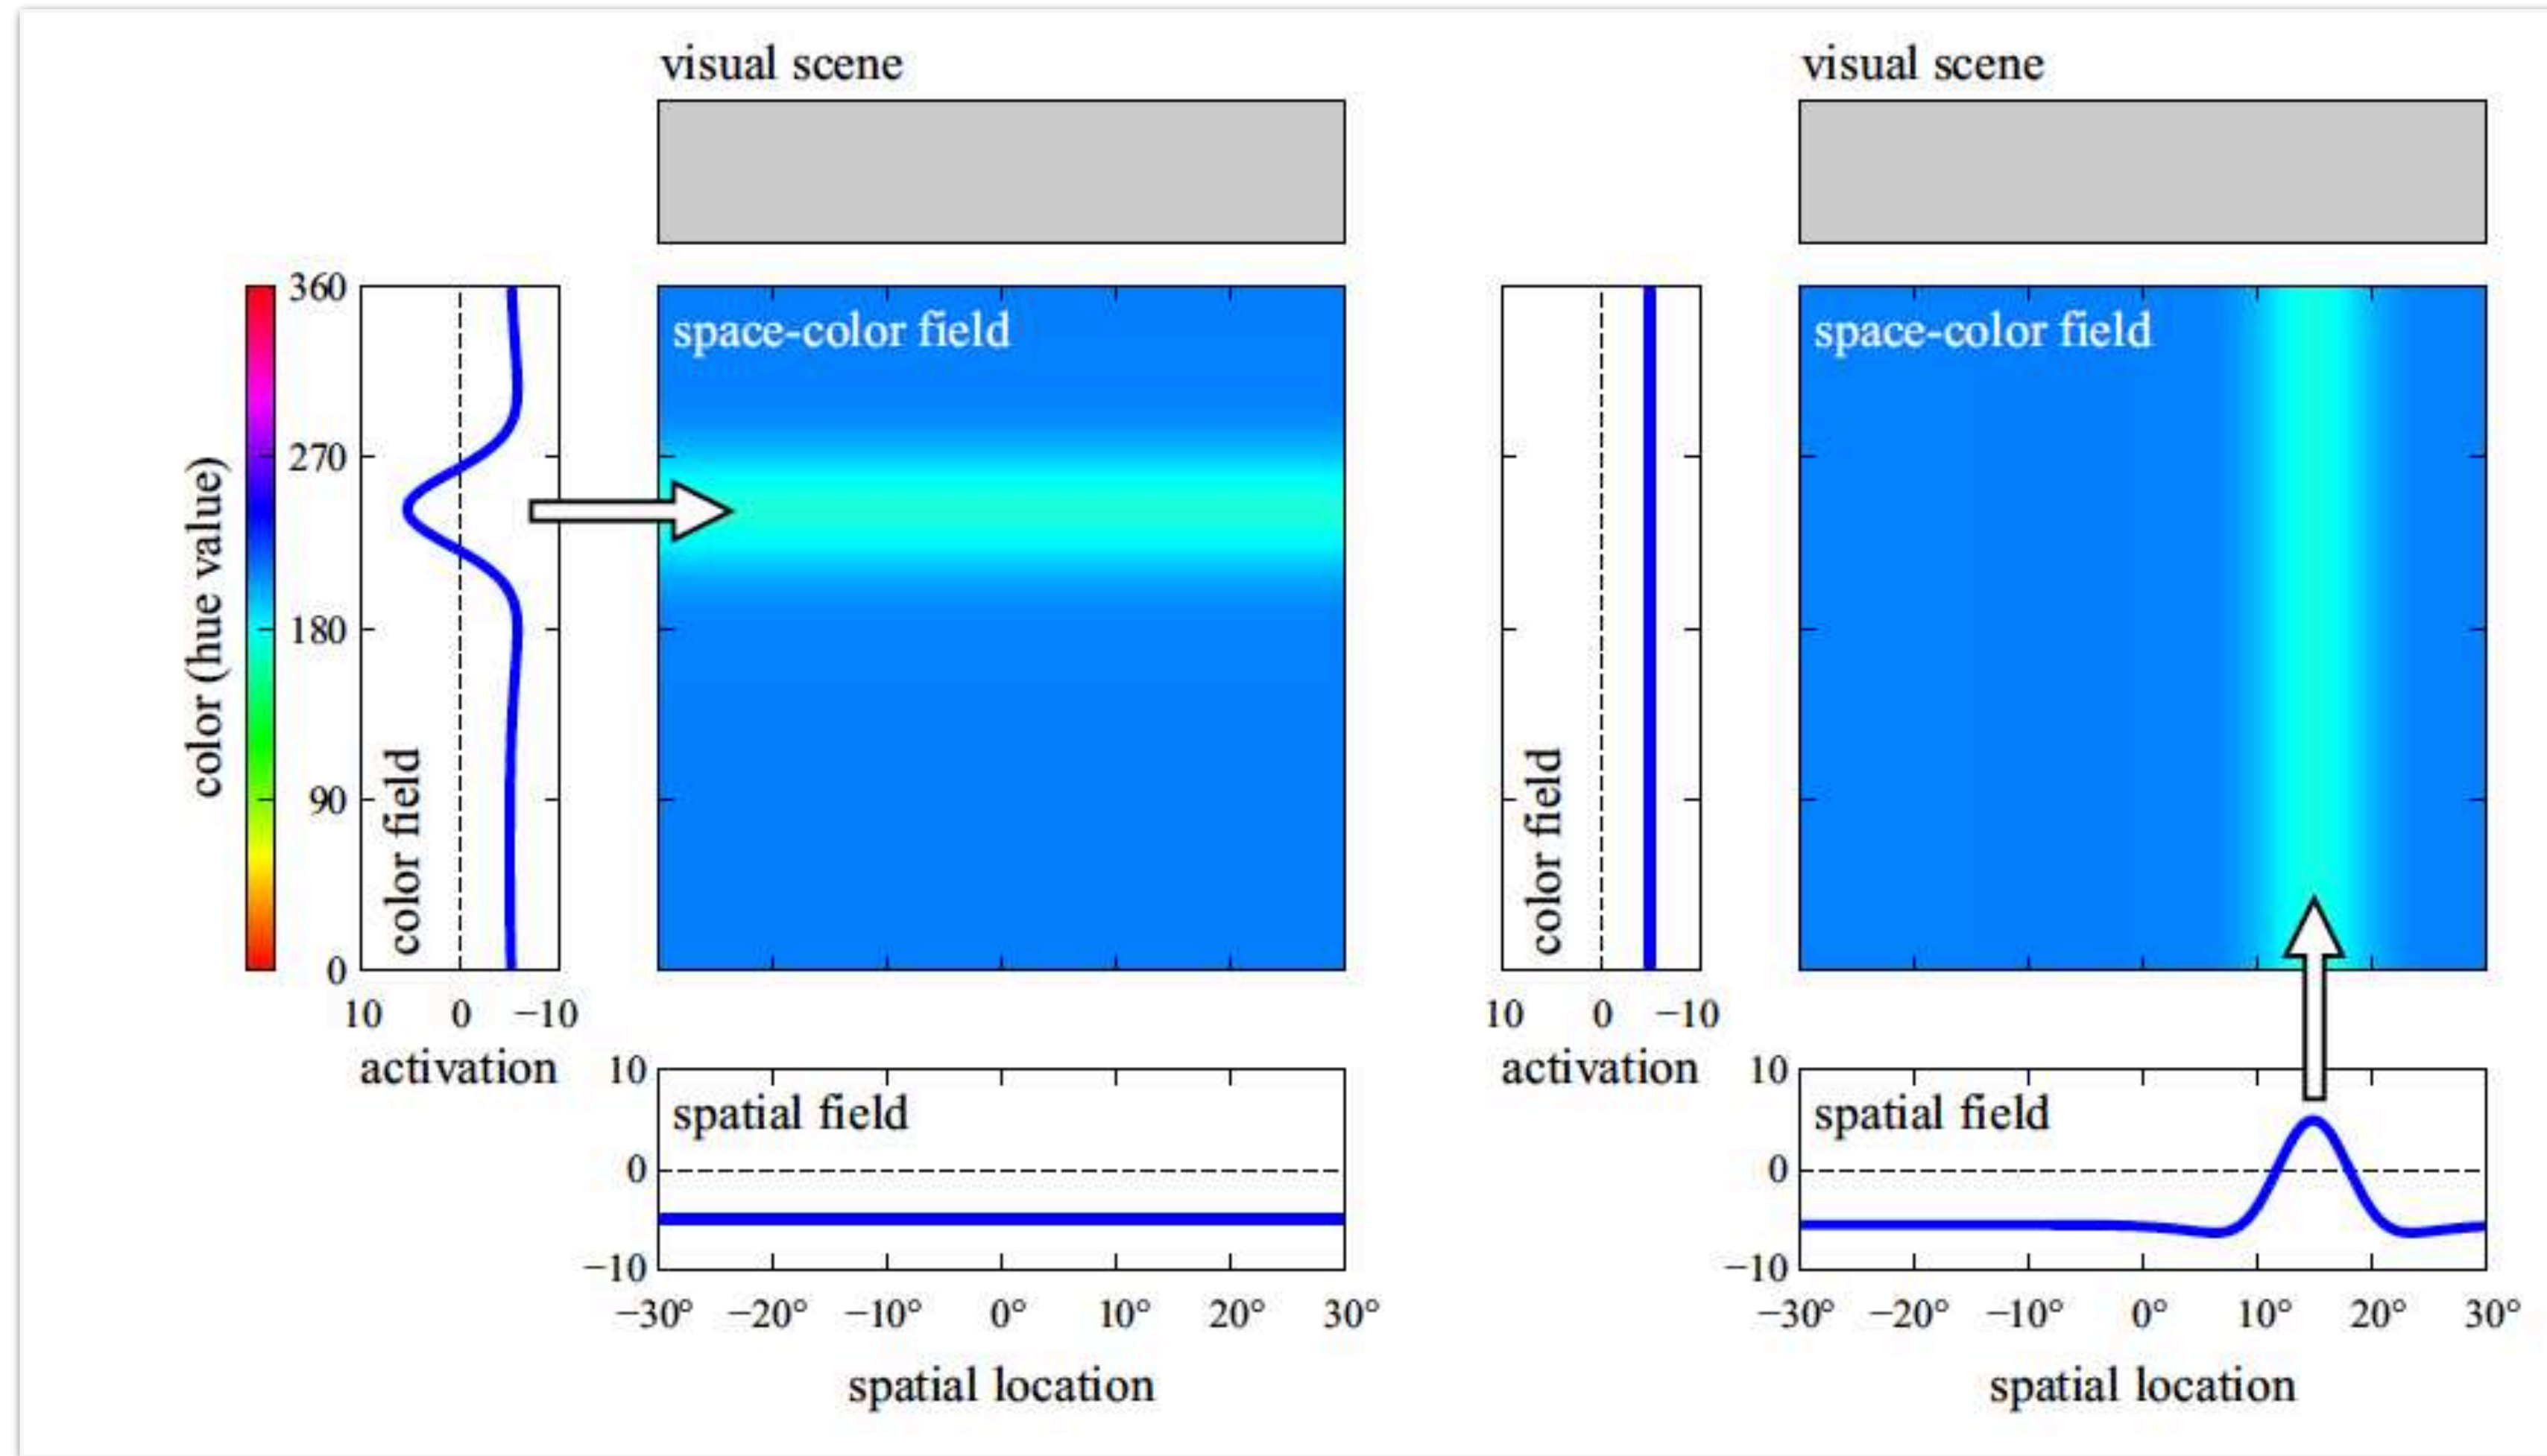 visual scene
visual scene
space-color field
space-color field
color (hue value)
360
270
180
90
0
color field
color field
10 0 −10
activation
10 0 −10
activation
10
0
−10
spatial field
10
0
−10
spatial field
−30° −20° −10° 0° 10° 20° 30°
spatial location
−30° −20° −10° 0° 10° 20° 30°
spatial location